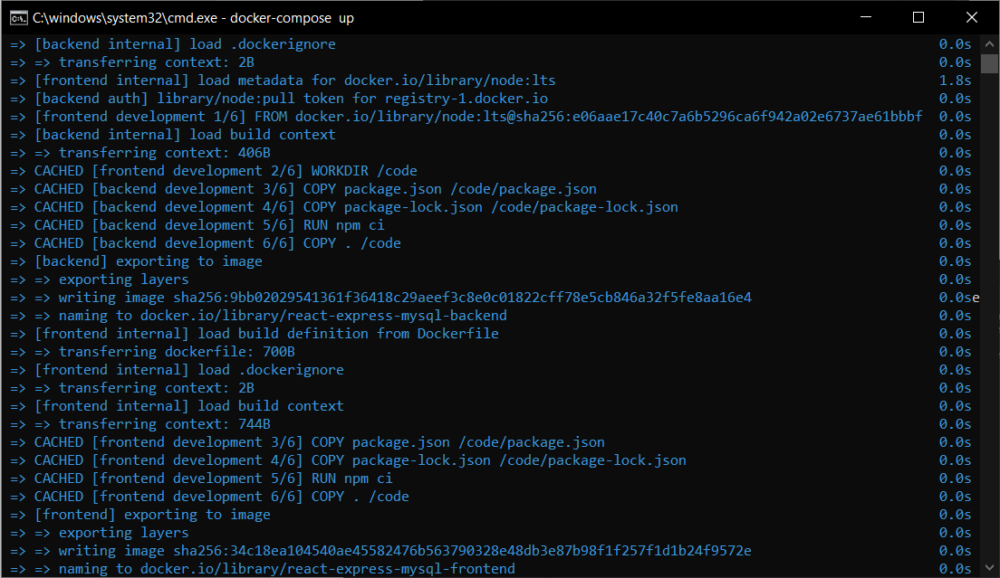 C:\windows\system32\cmd.exe - docker-compose up
=> [backend internal] load .dockerignore 0.0s
=> => transferring context: 2B 0.0s
=> [frontend internal] load metadata for docker.io/library/node:lts 1.8s
=> [backend auth] library/node:pull token for registry-1.docker.io 0.0s
=> [frontend development 1/6] FROM docker.io/library/node:lts@sha256:e06aae17c40c7a6b5296ca6f942a02e6737ae61bbbf 0.0s
=> [backend internal] load build context 0.0s
=> => transferring context: 406B 0.0s
=> CACHED [frontend development 2/6] WORKDIR /code 0.0s
=> CACHED [backend development 3/6] COPY package.json /code/package.json 0.0s
=> CACHED [backend development 4/6] COPY package-lock.json /code/package-lock.json 0.0s
=> CACHED [backend development 5/6] RUN npm ci 0.0s
=> CACHED [backend development 6/6] COPY . /code 0.0s
=> [backend] exporting to image 0.0s
=> => exporting layers 0.0s
=> => writing image sha256:9bb02029541361f36418c29aeef3c8e0c01822cff78e5cb846a32f5fe8aa16e4 0.0se
=> => naming to docker.io/library/react-express-mysql-backend 0.0s
=> [frontend internal] load build definition from Dockerfile 0.0s
=> => transferring dockerfile: 700B 0.0s
=> [frontend internal] load .dockerignore 0.0s
=> => transferring context: 2B 0.0s
=> [frontend internal] load build context 0.0s
=> => transferring context: 744B 0.0s
=> CACHED [frontend development 3/6] COPY package.json /code/package.json 0.0s
=> CACHED [frontend development 4/6] COPY package-lock.json /code/package-lock.json 0.0s
=> CACHED [frontend development 5/6] RUN npm ci 0.0s
=> CACHED [frontend development 6/6] COPY . /code 0.0s
=> [frontend] exporting to image 0.0s
=> => exporting layers 0.0s
=> => writing image sha256:34c18ea104540ae45582476b563790328e48db3e87b98f1f257f1d1b24f9572e 0.0s
=> => naming to docker.io/library/react-express-mysql-frontend 0.0s